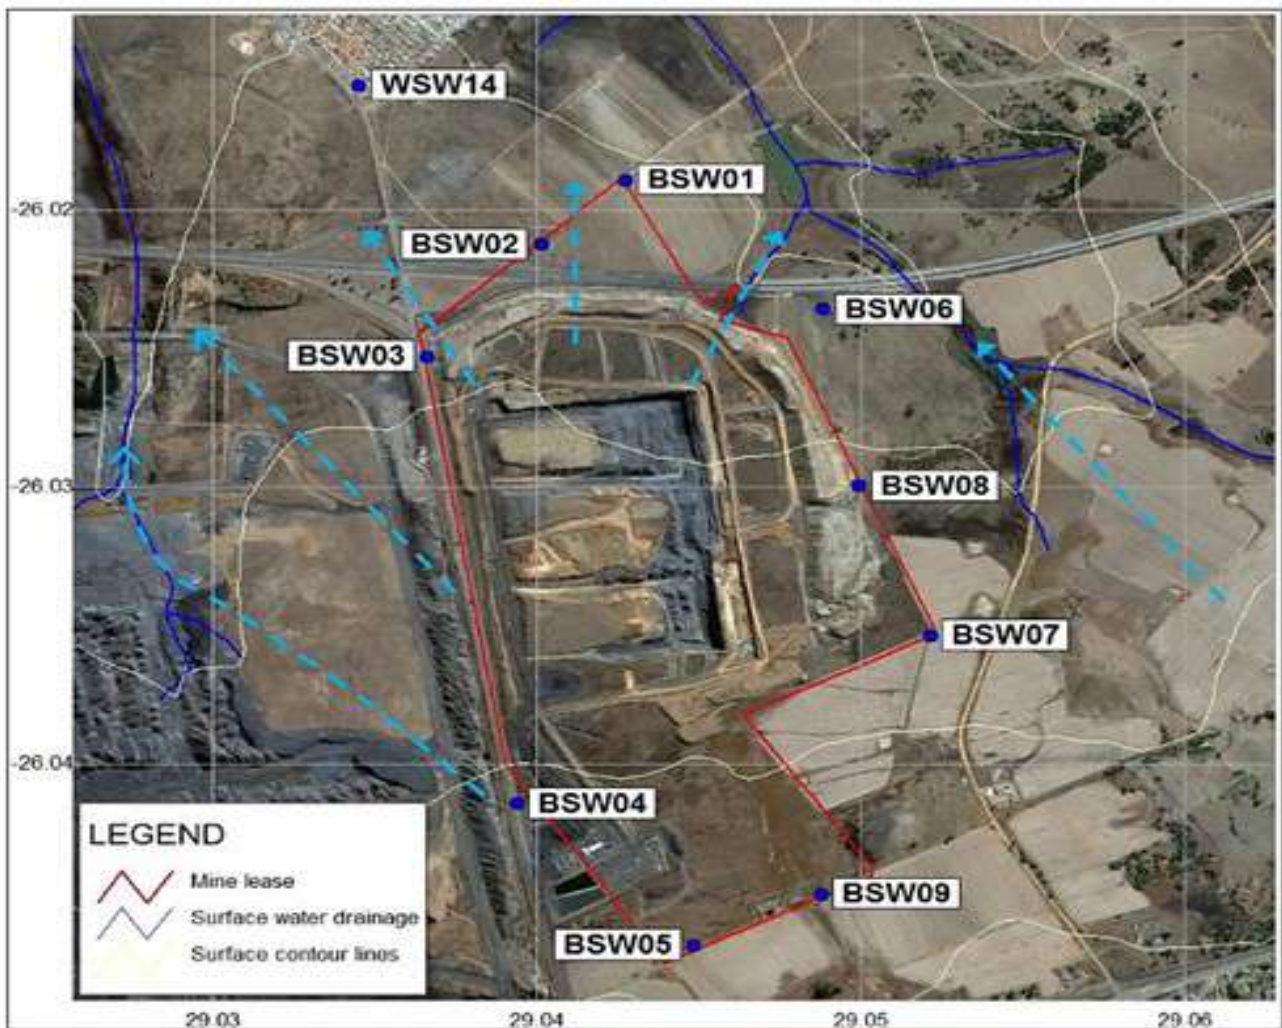 WSW14
BSW01
-26.02
BSW02
BSW06
BSW03
-26.03
BSW08
BSW07
-26.04
BSW04
LEGEND
Mine lease
BSW09
Surface water drainage
BSW05
Surface contour lines
29.03 29.04 29.05 29.06